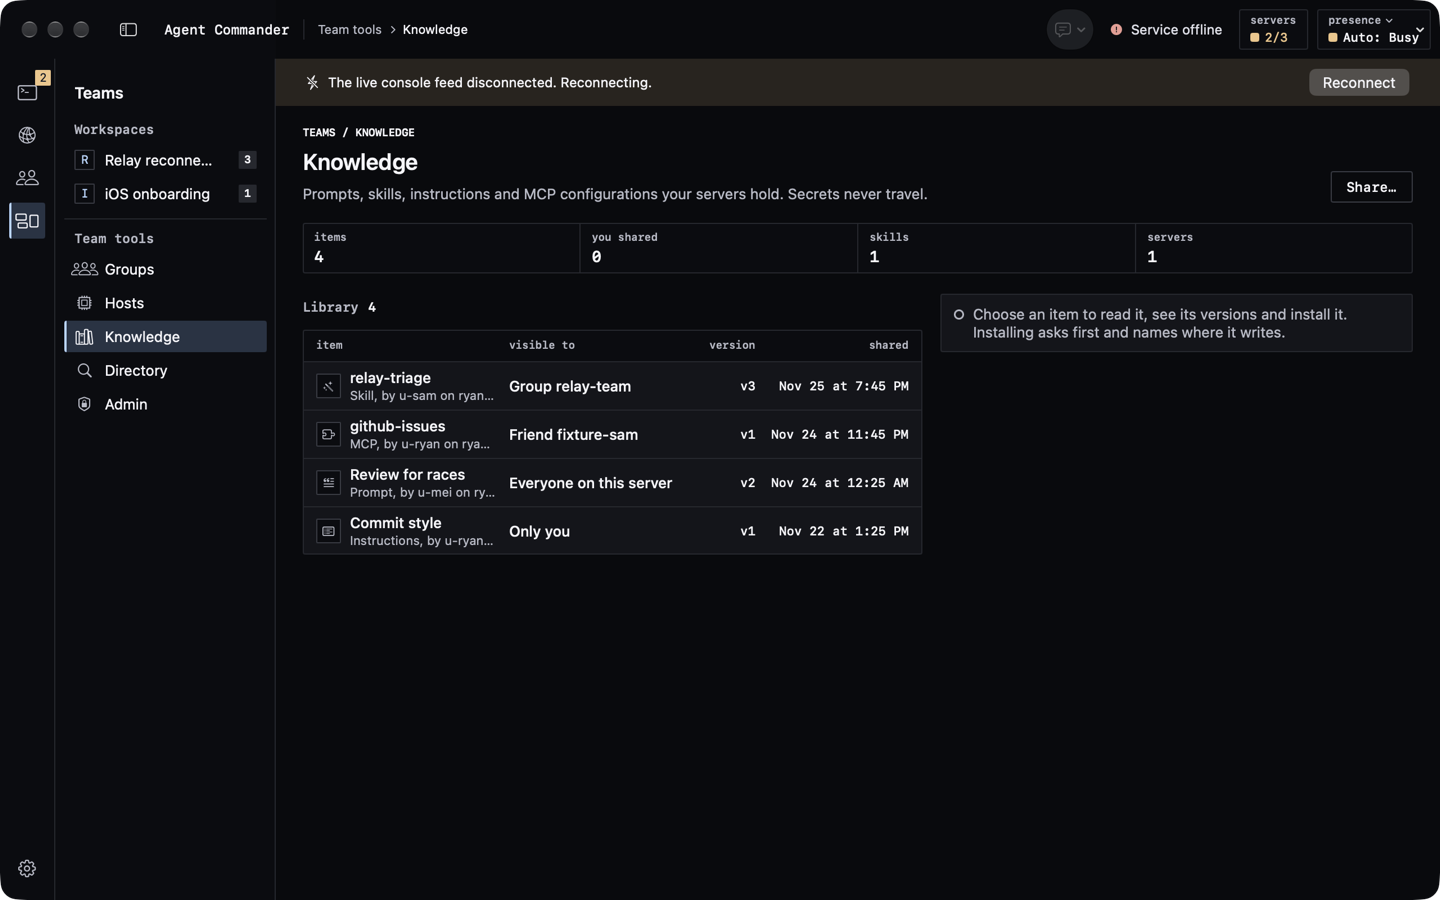 Agent Commander
Team tools > Knowledge
Service offline
servers
2/3
presence
Auto: Busy
2
Teams
Workspaces
R Relay reconne... 3
I iOS onboarding 1
Team tools
Groups
Hosts
Knowledge
Directory
Admin
The live console feed disconnected. Reconnecting.
Reconnect
TEAMS / KNOWLEDGE
Knowledge
Prompts, skills, instructions and MCP configurations your servers hold. Secrets never travel.
Share…
items
4
you shared
0
skills
1
servers
1
Library 4
item visible to version shared
relay-triage
Skill, by u-sam on ryan...
Group relay-team v3 Nov 25 at 7:45 PM
github-issues
MCP, by u-ryan on rya...
Friend fixture-sam v1 Nov 24 at 11:45 PM
Review for races
Prompt, by u-mei on ry...
Everyone on this server v2 Nov 24 at 12:25 AM
Commit style
Instructions, by u-ryan...
Only you v1 Nov 22 at 1:25 PM
Choose an item to read it, see its versions and install it.
Installing asks first and names where it writes.